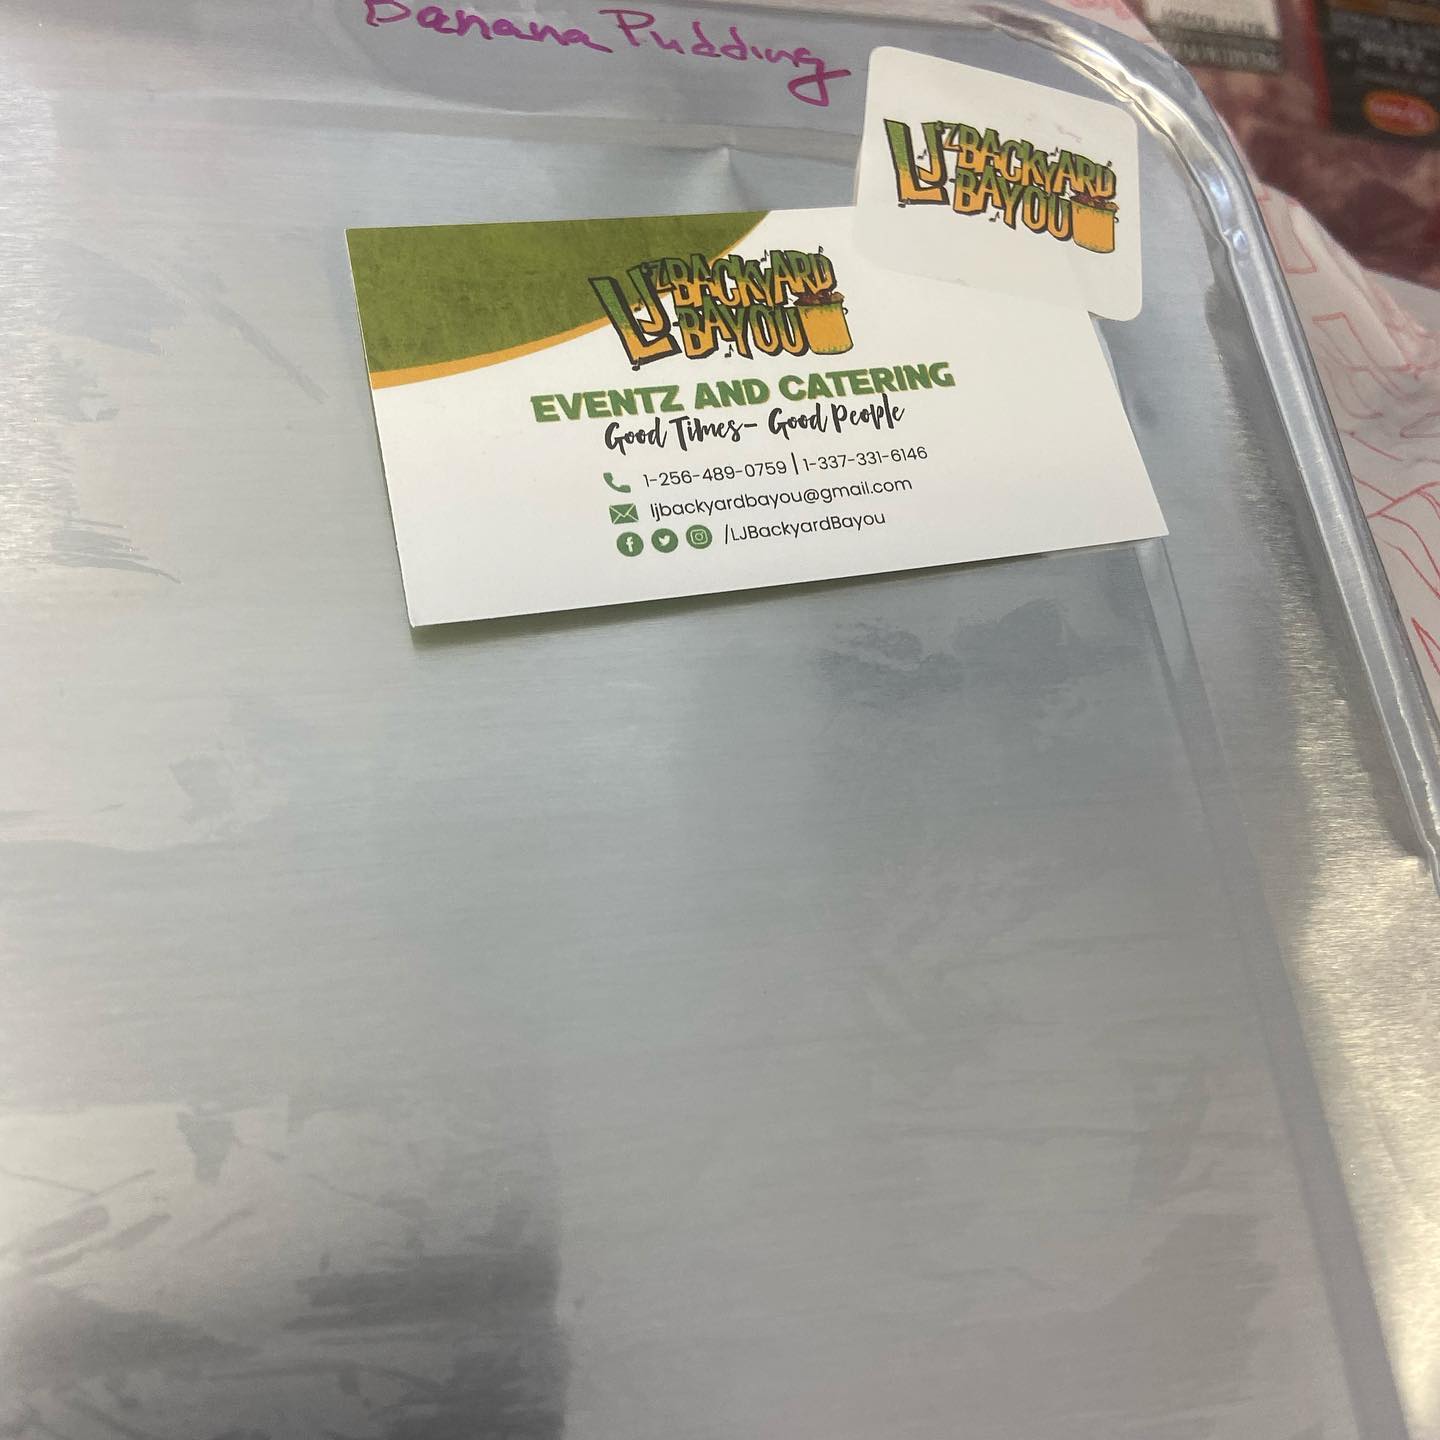 Banana Pudding
LJ'Z BACKYARD
BAYOU
LJ'Z BACKYARD
BAYOU
EVENTZ AND CATERING
Good Times- Good People
1-256-489-0759 | 1-337-331-6146
ljbackyardbayou@gmail.com
/LJBackyardBayou